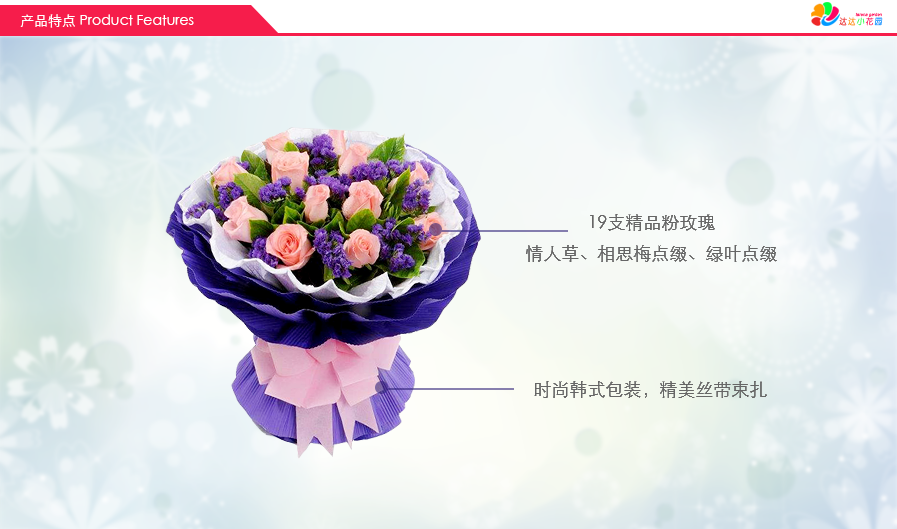 产品特点 Product Features
达达小花园
19支精品粉玫瑰
情人草、相思梅点缀、绿叶点缀
时尚韩式包装，精美丝带束扎